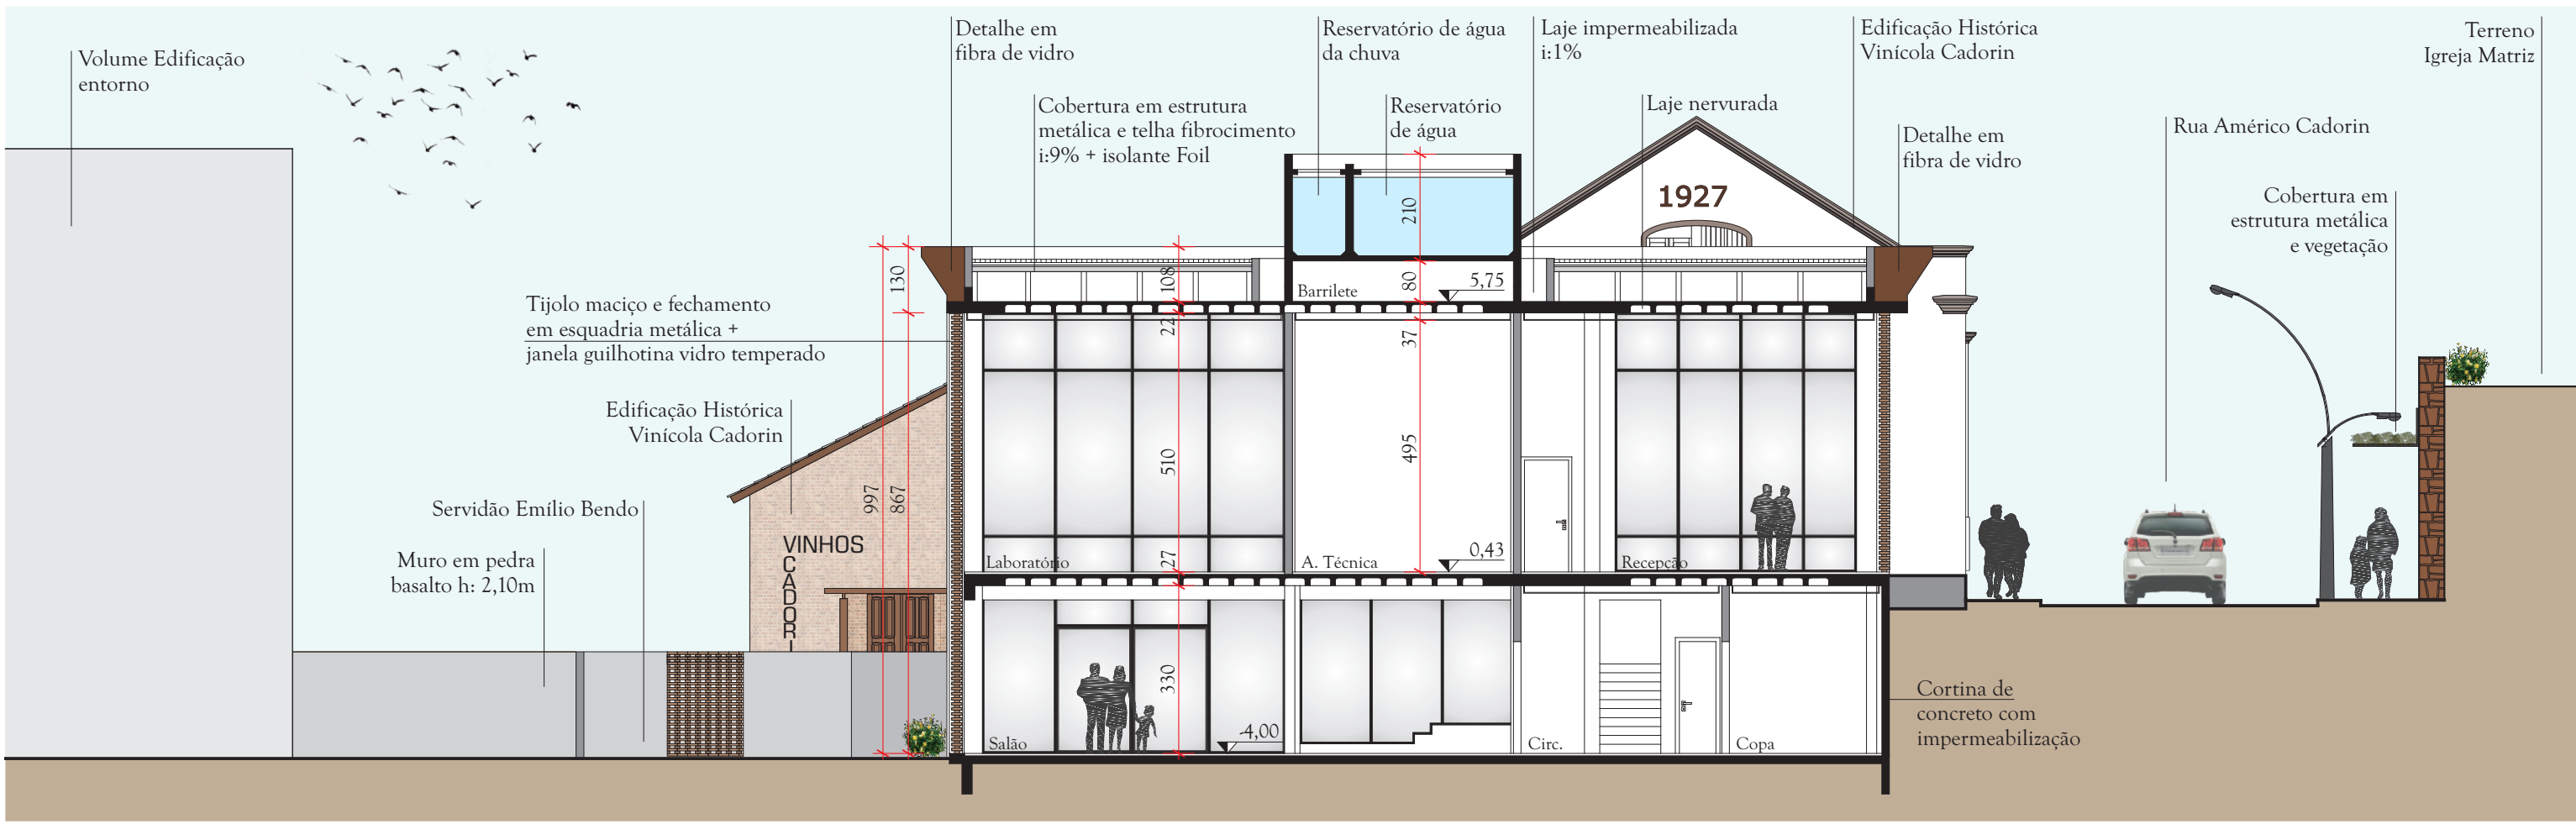 Volume Edificação
entorno
Detalhe em
fibra de vidro
Cobertura em estrutura
metálica e telha fibrocimento
i:9% + isolante Foil
Reservatório de água
da chuva
Reservatório
de água
Laje impermeabilizada
i:1%
Laje nervurada
Edificação Histórica
Vinícola Cadorin
Detalhe em
fibra de vidro
Rua Américo Cadorin
Terreno
Igreja Matriz
Cobertura em
estrutura metálica
e vegetação
1927
Tijolo maciço e fechamento
em esquadria metálica +
janela guilhotina vidro temperado
Edificação Histórica
Vinícola Cadorin
Servidão Emílio Bendo
Muro em pedra
basalto h: 2,10m
VINHOS
CADORI
997
867
130
108
22
510
27
330
210
80
37
495
Barrilete
5,75
Laboratório
A. Técnica
0,43
Recepção
Salão
-4,00
Circ.
Copa
Cortina de
concreto com
impermeabilização